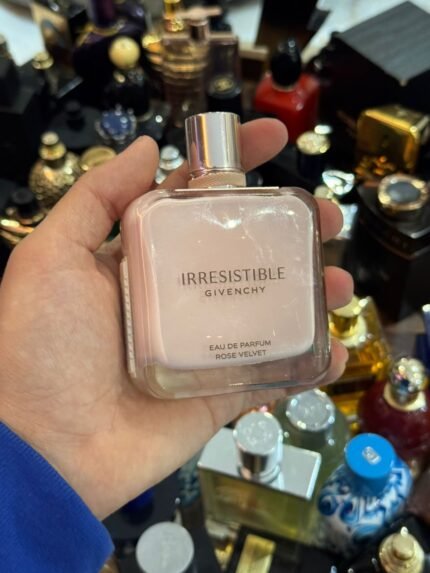 IRRESISTIBLE
GIVENCHY
EAU DE PARFUM
ROSE VELVET